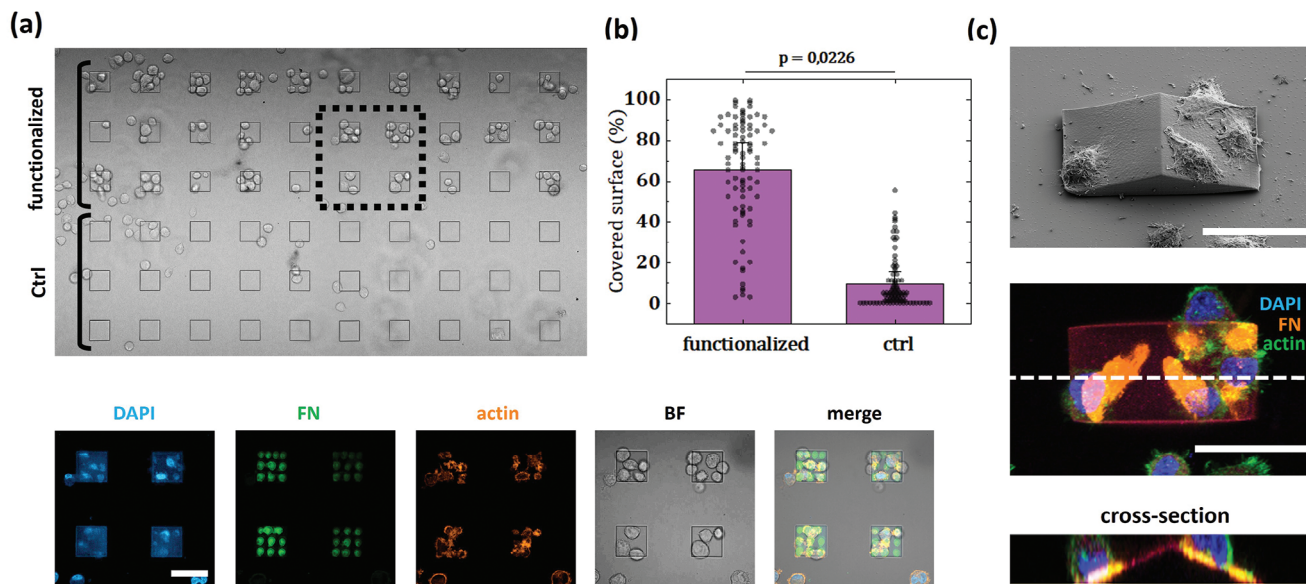 (a)
functionalized
Ctrl
(b)
p = 0,0226
Covered surface (%)
100
80
60
40
20
0
functionalized
ctrl
(c)
DAPI
FN
actin
cross-section
DAPI
FN
actin
BF
merge